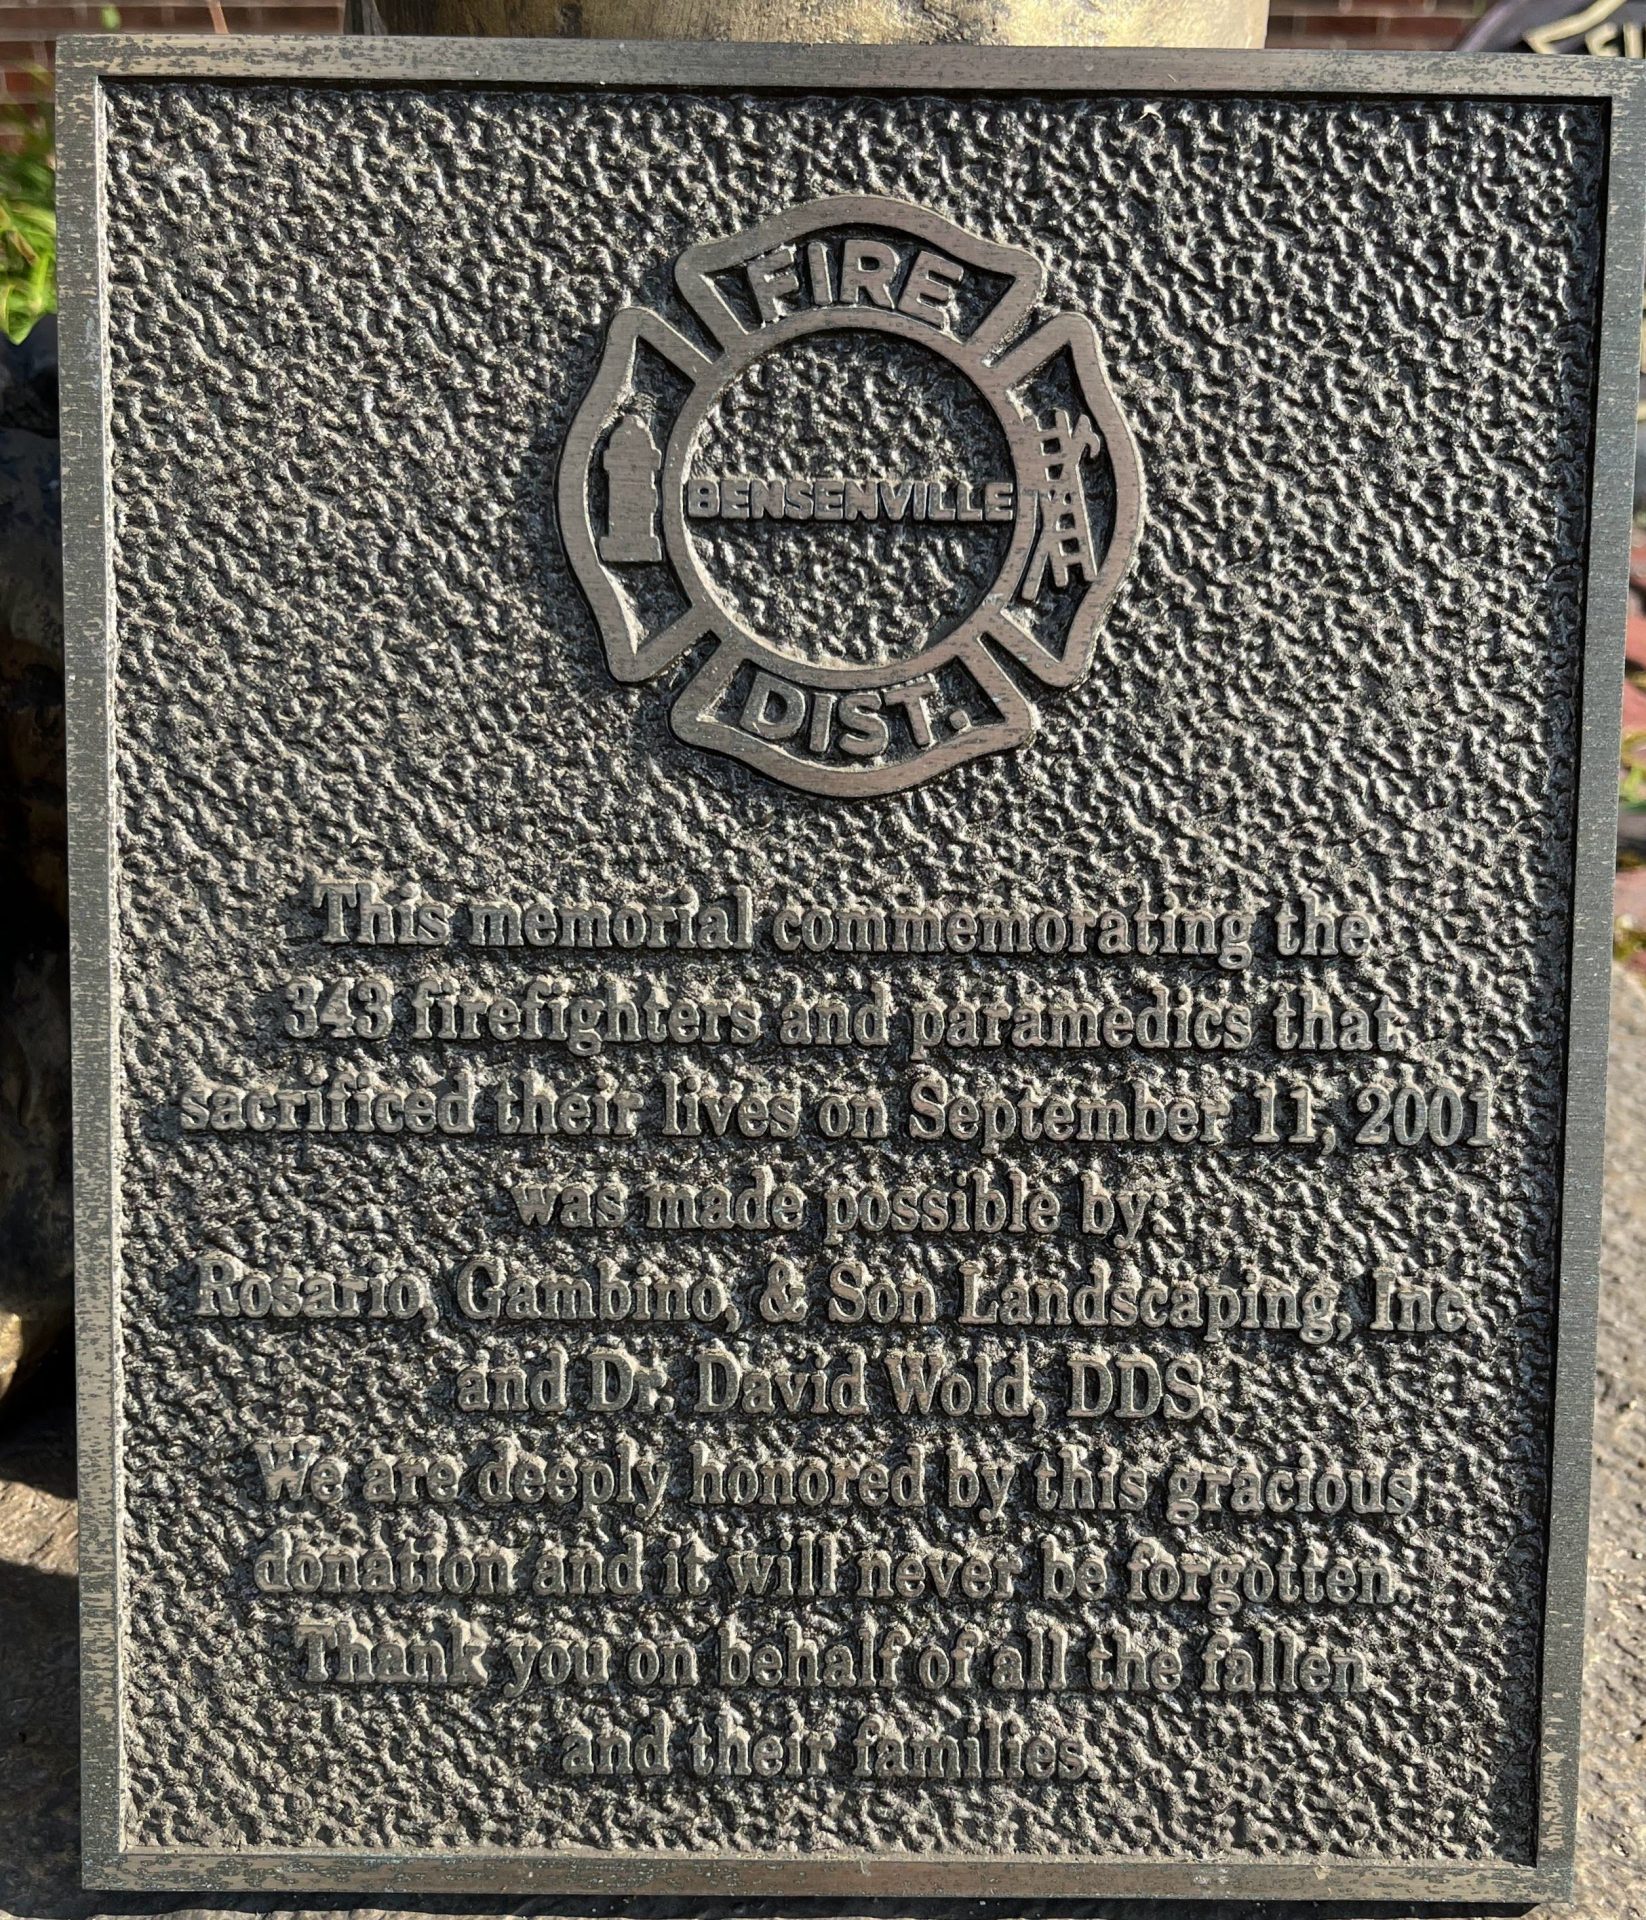 FIRE
BENSENVILLE
DIST.
This memorial commemorating the
343 firefighters and paramedics that
sacrificed their lives on September 11, 2001
was made possible by:
Rosario, Gambino, & Son Landscaping, Inc.
and Dr. David Wold, DDS.
We are deeply honored by this gracious
donation and it will never be forgotten.
Thank you on behalf of all the fallen
and their families.